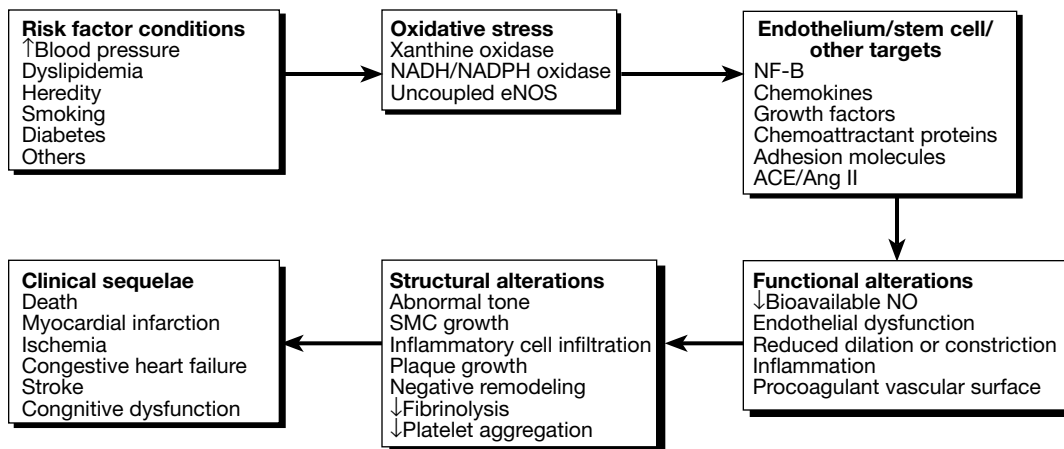 Risk factor conditions
↑Blood pressure
Dyslipidemia
Heredity
Smoking
Diabetes
Others
Oxidative stress
Xanthine oxidase
NADH/NADPH oxidase
Uncoupled eNOS
Endothelium/stem cell/
other targets
NF-B
Chemokines
Growth factors
Chemoattractant proteins
Adhesion molecules
ACE/Ang II
Functional alterations
↓Bioavailable NO
Endothelial dysfunction
Reduced dilation or constriction
Inflammation
Procoagulant vascular surface
Structural alterations
Abnormal tone
SMC growth
Inflammatory cell infiltration
Plaque growth
Negative remodeling
↓Fibrinolysis
↓Platelet aggregation
Clinical sequelae
Death
Myocardial infarction
Ischemia
Congestive heart failure
Stroke
Congnitive dysfunction